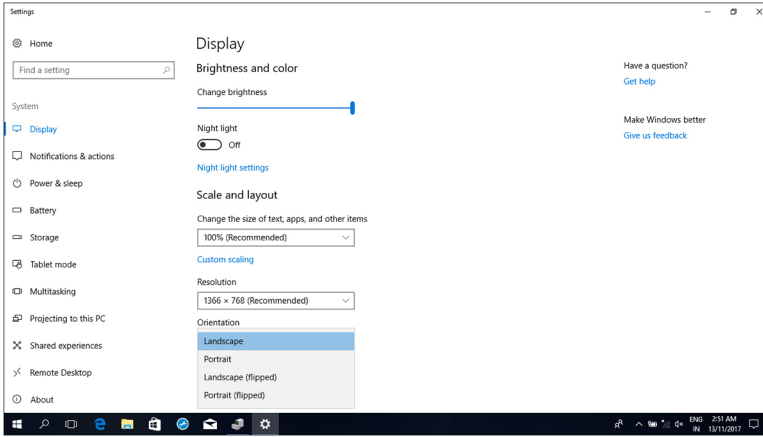 Settings
Home
Find a setting
System
Display
Notifications & actions
Power & sleep
Battery
Storage
Tablet mode
Multitasking
Projecting to this PC
Shared experiences
Remote Desktop
About
Display
Brightness and color
Change brightness
Night light
Off
Night light settings
Scale and layout
Change the size of text, apps, and other items
100% (Recommended)
Custom scaling
Resolution
1366 × 768 (Recommended)
Orientation
Landscape
Portrait
Landscape (flipped)
Portrait (flipped)
Have a question?
Get help
Make Windows better
Give us feedback
ENG
IN
2:51 AM
13/11/2017